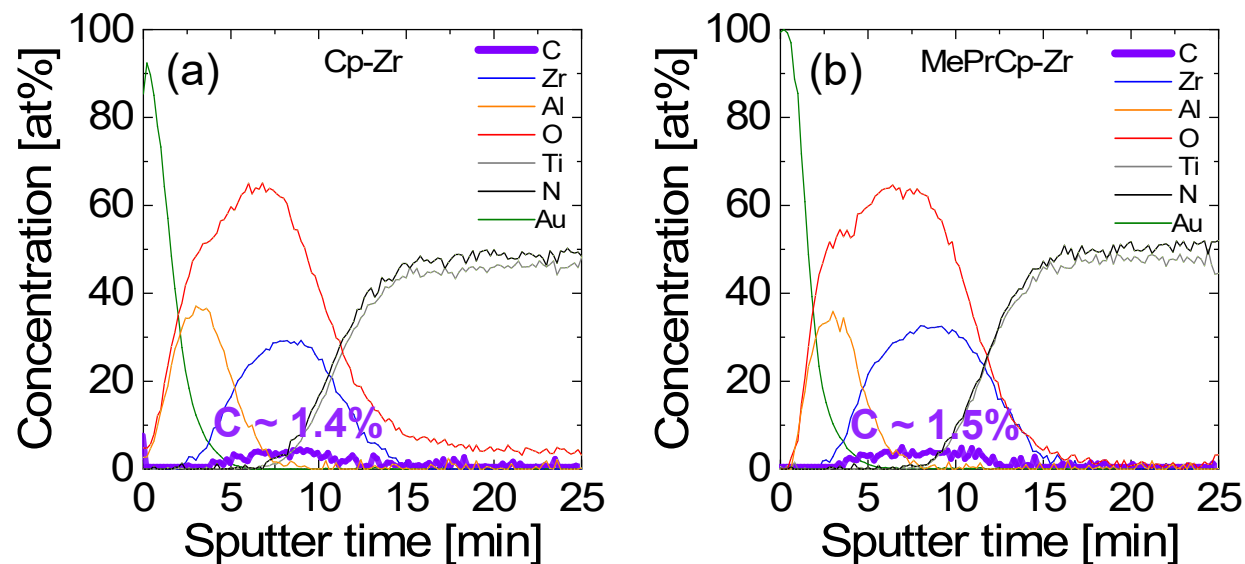 Concentration [at%]
100
80
60
40
20
0
(a)
Cp-Zr
C
Zr
Al
O
Ti
N
Au
C ~ 1.4%
0
5
10
15
20
25
Sputter time [min]
Concentration [at%]
100
80
60
40
20
0
(b)
MePrCp-Zr
C
Zr
Al
O
Ti
N
Au
C ~ 1.5%
0
5
10
15
20
25
Sputter time [min]